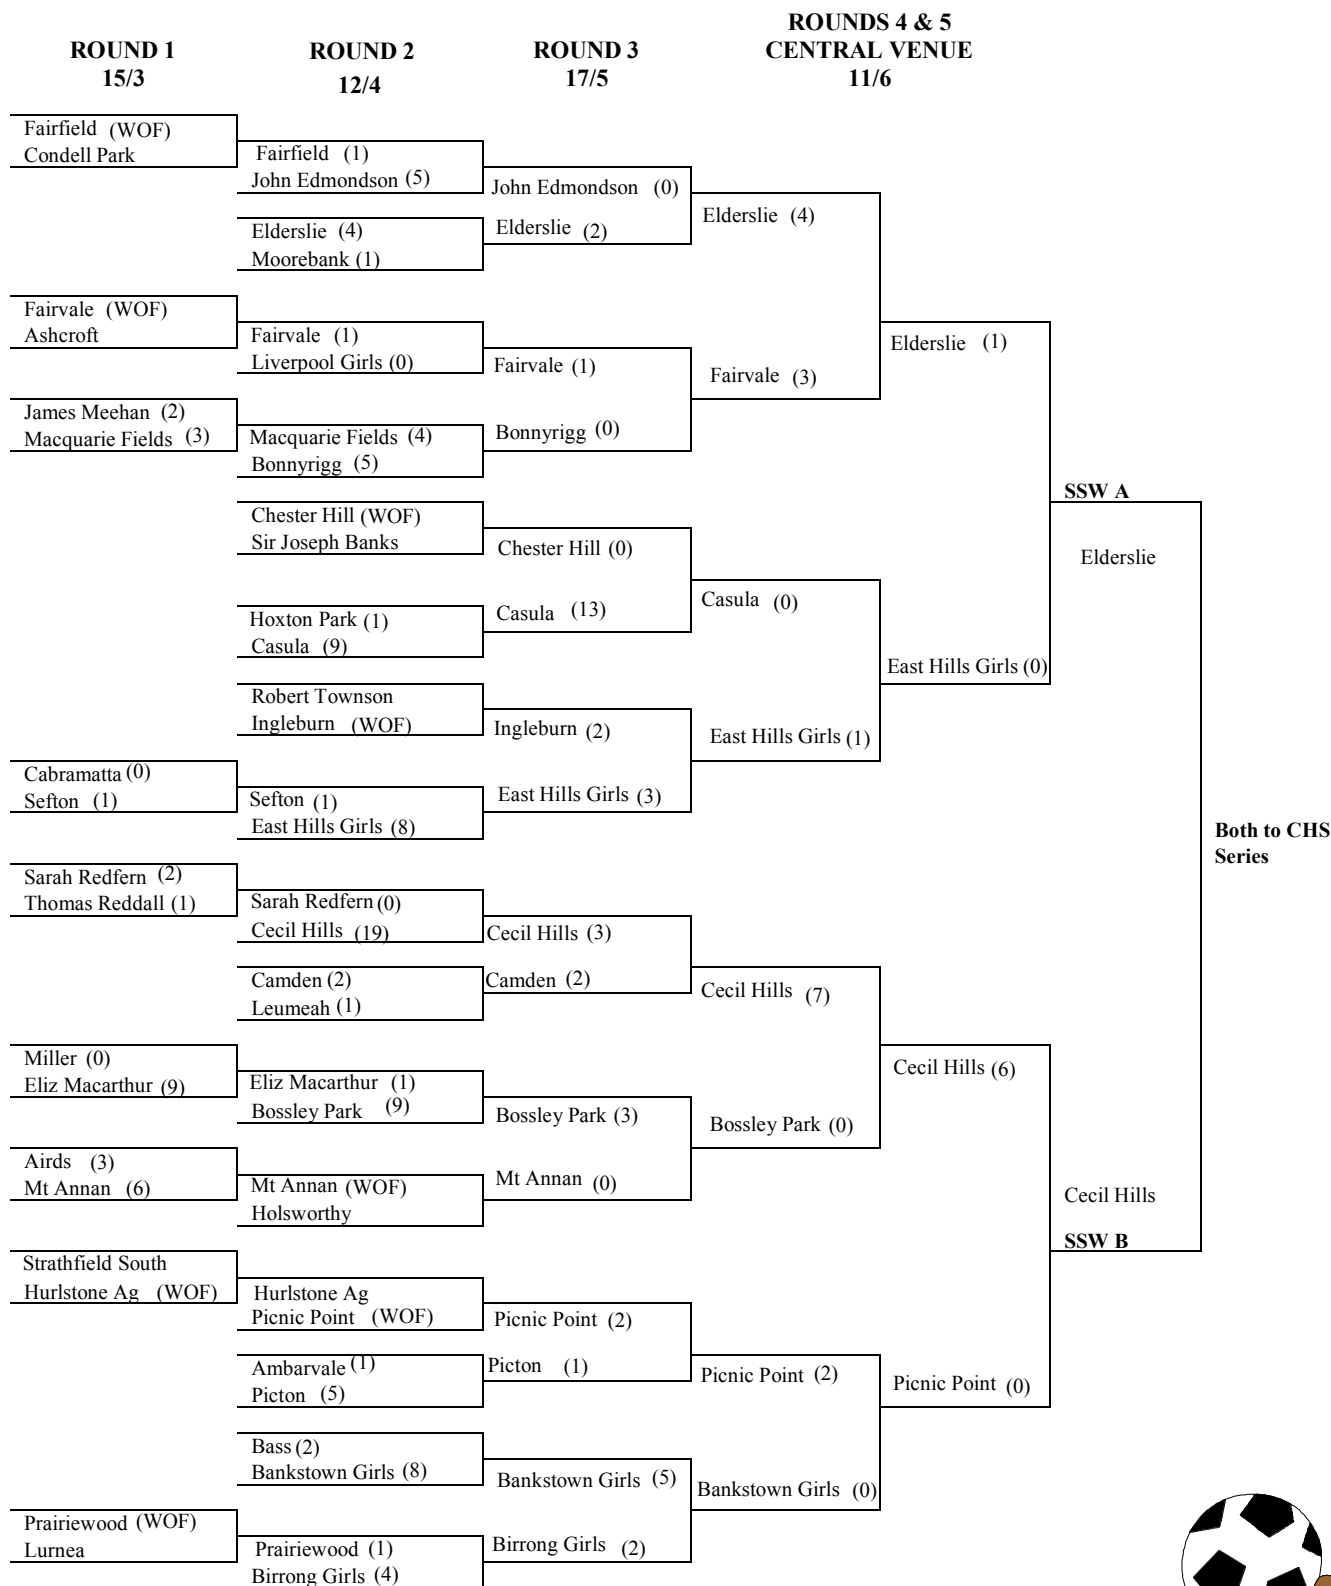 ROUND 1
15/3
ROUND 2
12/4
ROUND 3
17/5
ROUNDS 4 & 5
CENTRAL VENUE
11/6
Fairfield (WOF)
Condell Park
Fairvale (WOF)
Ashcroft
James Meehan (2)
Macquarie Fields (3)
Cabramatta (0)
Sefton (1)
Sarah Redfern (2)
Thomas Reddall (1)
Miller (0)
Eliz Macarthur (9)
Airds (3)
Mt Annan (6)
Strathfield South
Hurlstone Ag (WOF)
Prairiewood (WOF)
Lurnea
Fairfield (1)
John Edmondson (5)
Elderslie (4)
Moorebank (1)
Fairvale (1)
Liverpool Girls (0)
Macquarie Fields (4)
Bonnyrigg (5)
Chester Hill (WOF)
Sir Joseph Banks
Hoxton Park (1)
Casula (9)
Robert Townson
Ingleburn (WOF)
Sefton (1)
East Hills Girls (8)
Sarah Redfern (0)
Cecil Hills (19)
Camden (2)
Leumeah (1)
Eliz Macarthur (1)
Bossley Park (9)
Mt Annan (WOF)
Holsworthy
Hurlstone Ag
Picnic Point (WOF)
Ambarvale (1)
Picton (5)
Bass (2)
Bankstown Girls (8)
Prairiewood (1)
Birrong Girls (4)
John Edmondson (0)
Elderslie (2)
Fairvale (1)
Bonnyrigg (0)
Chester Hill (0)
Casula (13)
Ingleburn (2)
East Hills Girls (3)
Cecil Hills (3)
Camden (2)
Bossley Park (3)
Mt Annan (0)
Picnic Point (2)
Picton (1)
Bankstown Girls (5)
Birrong Girls (2)
Elderslie (4)
Fairvale (3)
Casula (0)
East Hills Girls (1)
Cecil Hills (7)
Bossley Park (0)
Picnic Point (2)
Bankstown Girls (0)
Elderslie (1)
East Hills Girls (0)
Cecil Hills (6)
Picnic Point (0)
SSW A
Elderslie
Cecil Hills
SSW B
Both to CHS
Series